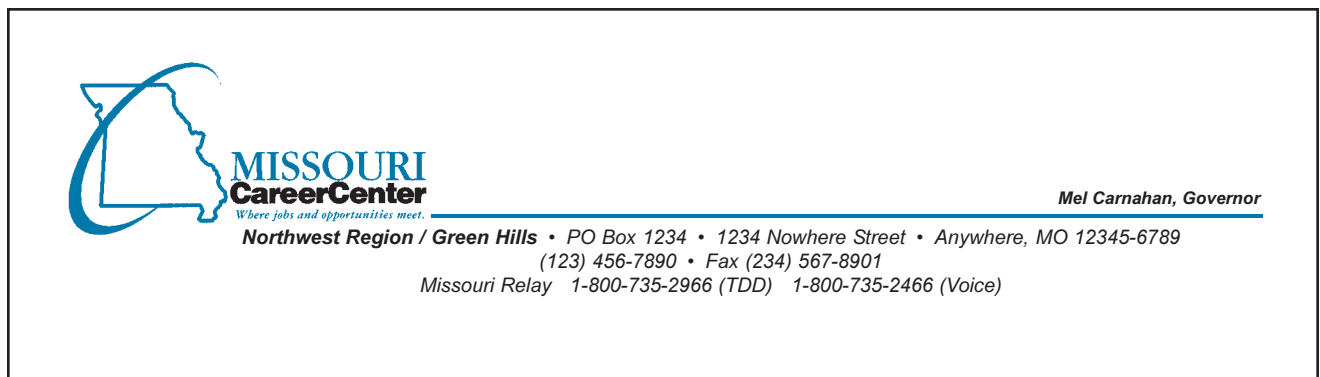 MISSOURI
CareerCenter
Where jobs and opportunities meet.
Mel Carnahan, Governor
Northwest Region / Green Hills • PO Box 1234 • 1234 Nowhere Street • Anywhere, MO 12345-6789
(123) 456-7890 • Fax (234) 567-8901
Missouri Relay 1-800-735-2966 (TDD) 1-800-735-2466 (Voice)